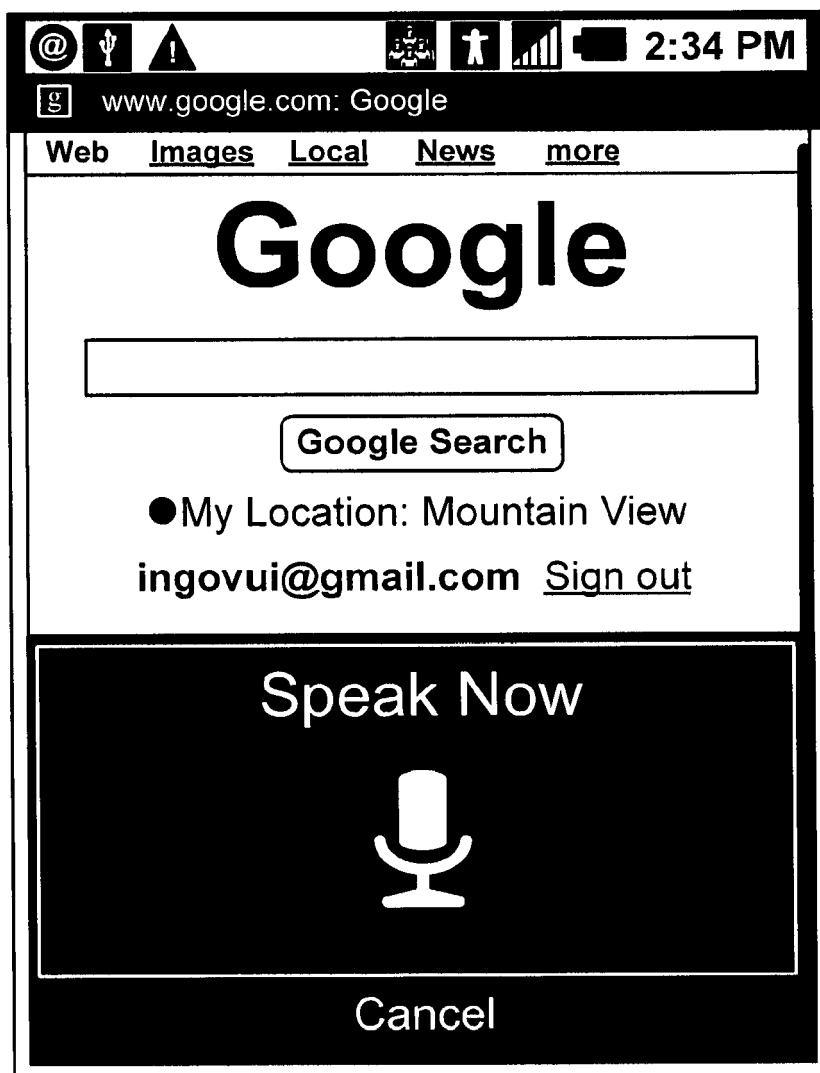 @ 2:34 PM
g www.google.com: Google
Web Images Local News more
Google
Google Search
●My Location: Mountain View
ingovui@gmail.com Sign out
Speak Now
Cancel